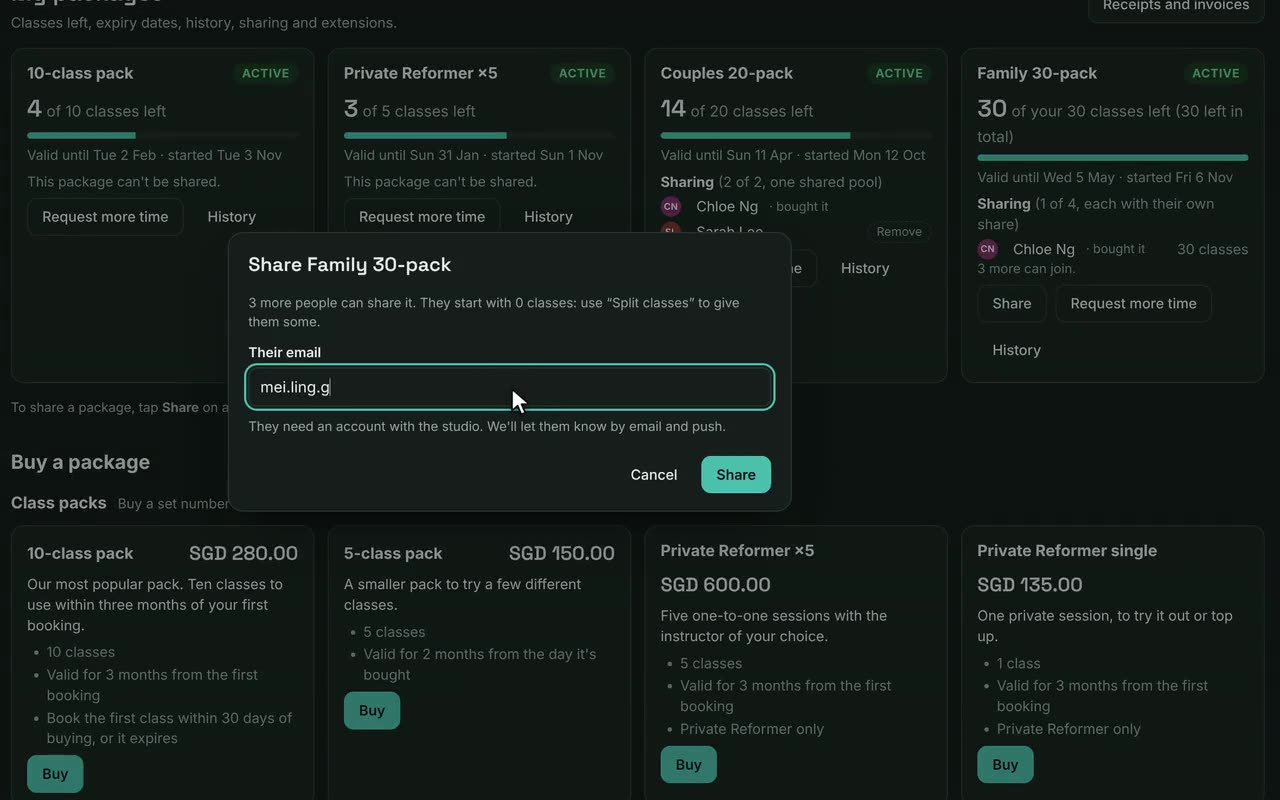 My packages
Classes left, expiry dates, history, sharing and extensions.
Receipts and invoices
10-class pack ACTIVE
4 of 10 classes left
Valid until Tue 2 Feb · started Tue 3 Nov
This package can't be shared.
Request more time History
Private Reformer ×5 ACTIVE
3 of 5 classes left
Valid until Sun 31 Jan · started Sun 1 Nov
This package can't be shared.
Request more time History
Couples 20-pack ACTIVE
14 of 20 classes left
Valid until Sun 11 Apr · started Mon 12 Oct
Sharing (2 of 2, one shared pool)
CN Chloe Ng · bought it
Remove
History
Family 30-pack ACTIVE
30 of your 30 classes left (30 left in
total)
Valid until Wed 5 May · started Fri 6 Nov
Sharing (1 of 4, each with their own
share)
CN Chloe Ng · bought it 30 classes
3 more can join.
Share Request more time
History
Share Family 30-pack
3 more people can share it. They start with 0 classes: use “Split classes” to give
them some.
Their email
mei.ling.g
They need an account with the studio. We'll let them know by email and push.
Cancel Share
To share a package, tap Share on a
Buy a package
Class packs Buy a set number
10-class pack SGD 280.00
Our most popular pack. Ten classes to
use within three months of your first
booking.
• 10 classes
• Valid for 3 months from the first
booking
• Book the first class within 30 days of
buying, or it expires
Buy
5-class pack SGD 150.00
A smaller pack to try a few different
classes.
• 5 classes
• Valid for 2 months from the day it's
bought
Buy
Private Reformer ×5
SGD 600.00
Five one-to-one sessions with the
instructor of your choice.
• 5 classes
• Valid for 3 months from the first
booking
• Private Reformer only
Buy
Private Reformer single
SGD 135.00
One private session, to try it out or top
up.
• 1 class
• Valid for 3 months from the first
booking
• Private Reformer only
Buy